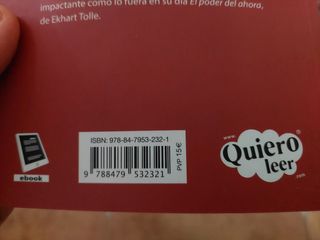 impactante como lo fuera en su día El poder del ahora,
de Ekhart Tolle.
ISBN: 978-84-7953-232-1
9 788479 532321
PVP 15 €
ebook
www.
Quiero
leer
.com